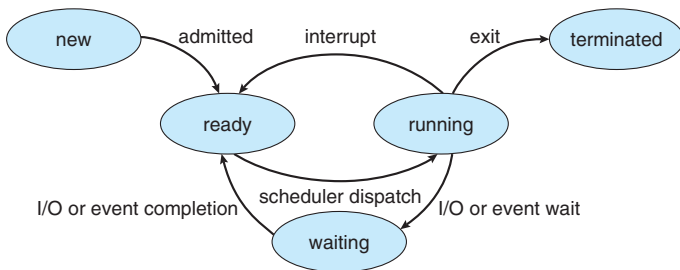 new
admitted
interrupt
exit
terminated
ready
running
scheduler dispatch
I/O or event completion
I/O or event wait
waiting